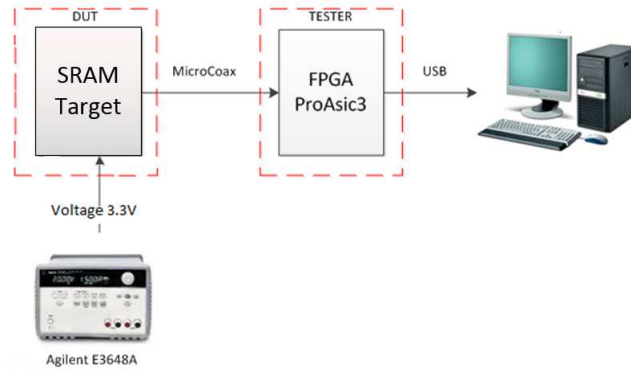 DUT
TESTER
SRAM
Target
MicroCoax
FPGA
ProAsic3
USB
Voltage 3.3V
Agilent E3648A